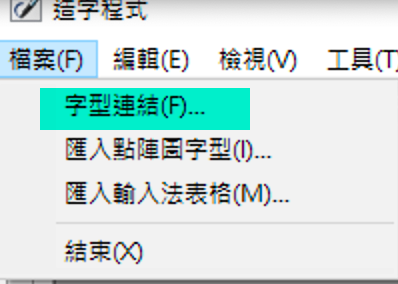 造字程式
檔案(F) 編輯(E) 檢視(V) 工具(T)
字型連結(F)...
匯入點陣圖字型(I)...
匯入輸入法表格(M)...
結束(X)